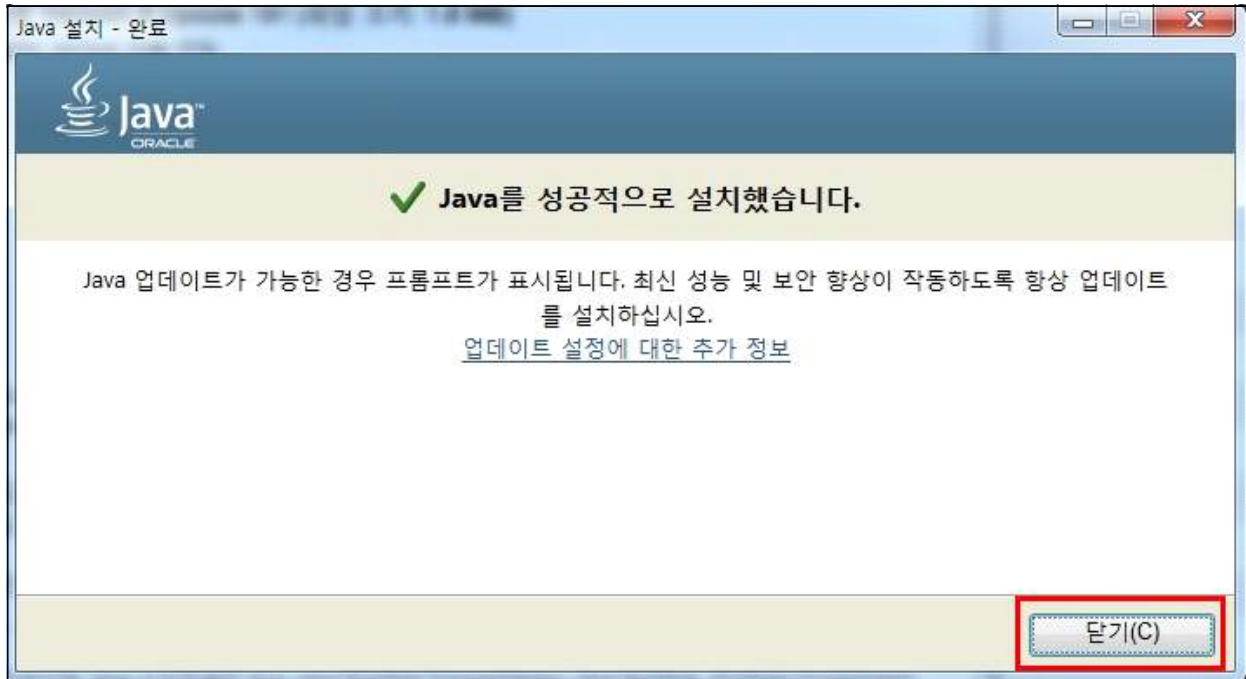 Java 설치 - 완료
Java™
ORACLE
Java를 성공적으로 설치했습니다.
Java 업데이트가 가능한 경우 프롬프트가 표시됩니다. 최신 성능 및 보안 향상이 작동하도록 항상 업데이트
를 설치하십시오.
업데이트 설정에 대한 추가 정보
닫기(C)